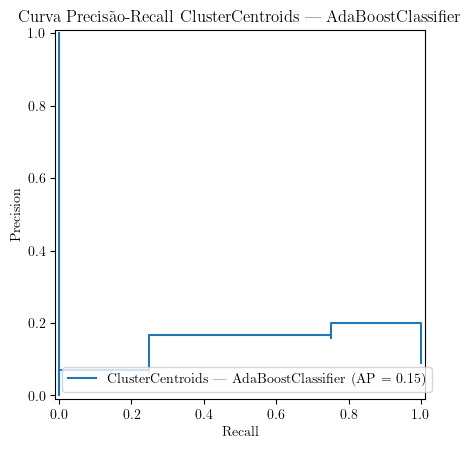 Curva Precisão-Recall ClusterCentroids — AdaBoostClassifier
1.0
0.8
0.6
0.4
0.2
0.0
Precision
ClusterCentroids — AdaBoostClassifier (AP = 0.15)
0.0 0.2 0.4 0.6 0.8 1.0
Recall